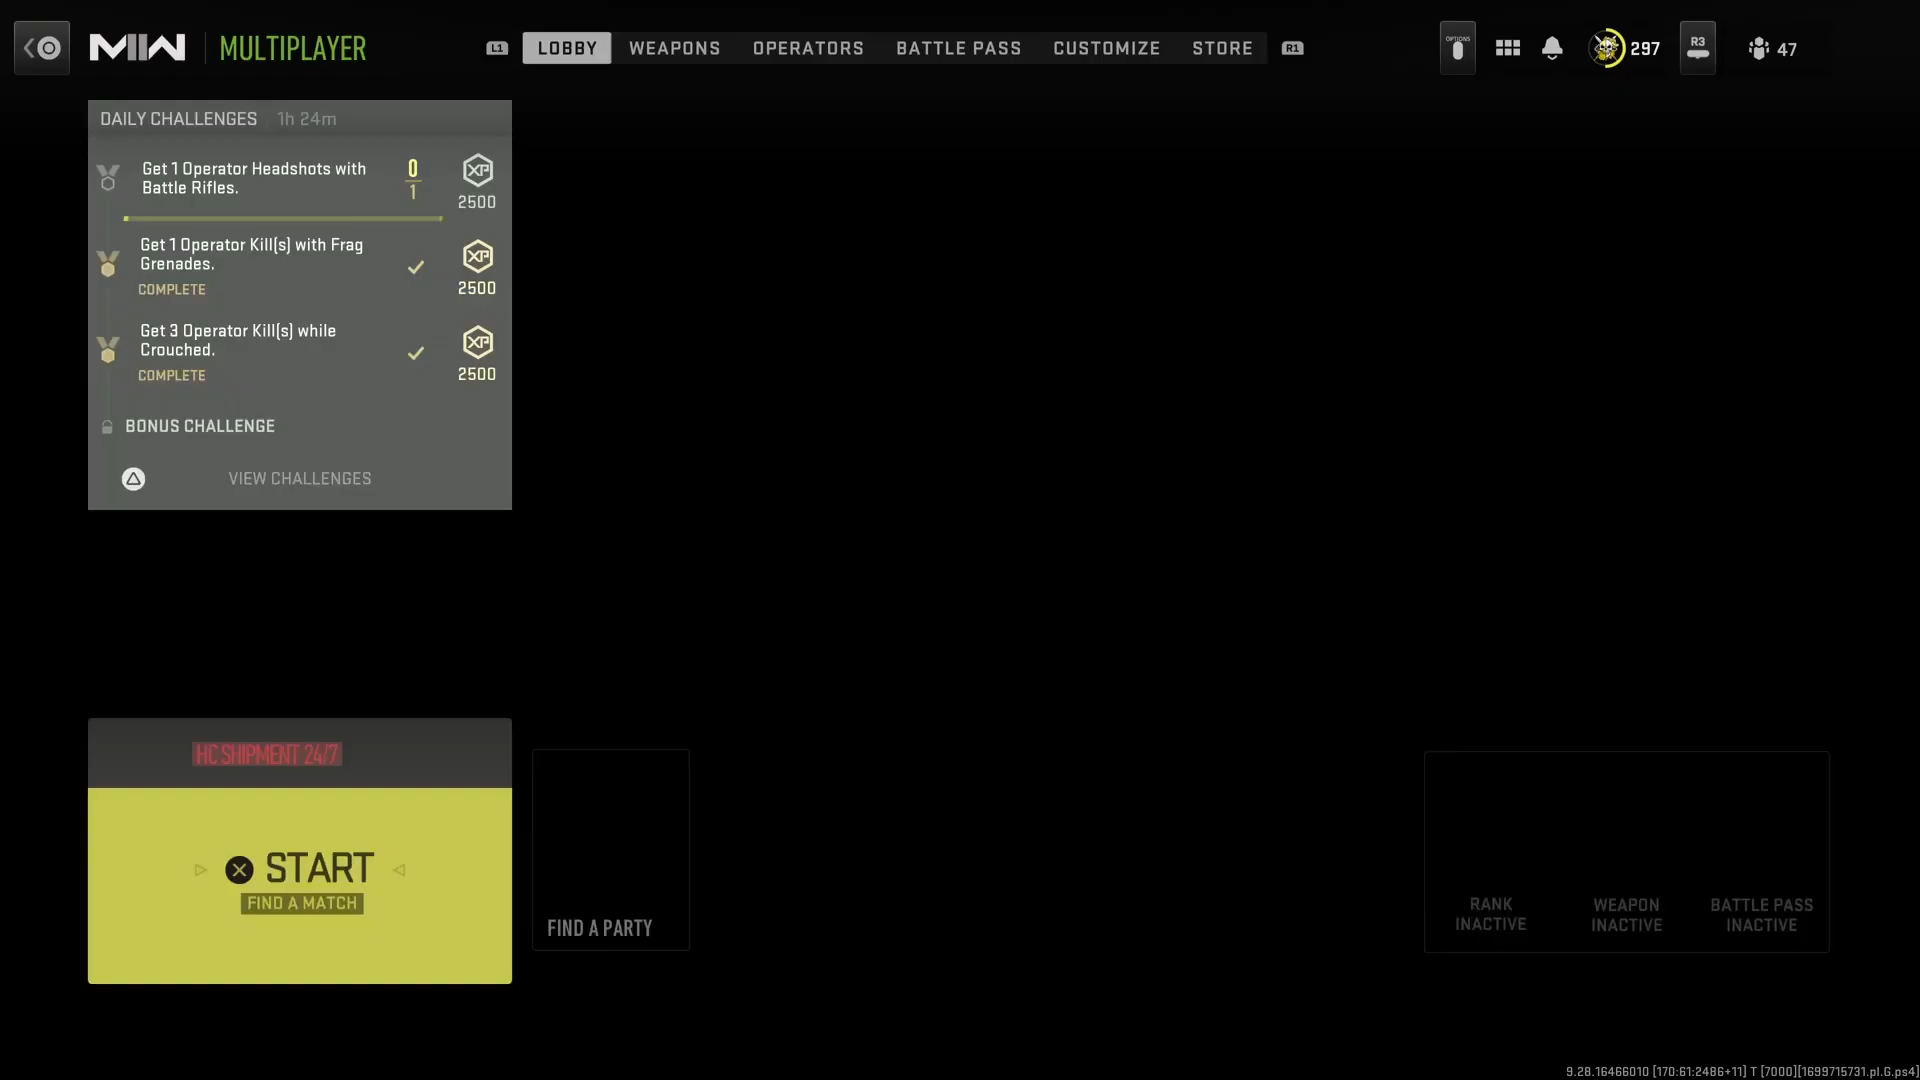 MWII MULTIPLAYER
L1 LOBBY WEAPONS OPERATORS BATTLE PASS CUSTOMIZE STORE R1
OPTIONS 297 R3 47
DAILY CHALLENGES 1h 24m
Get 1 Operator Headshots with
Battle Rifles.
0
1
XP
2500
Get 1 Operator Kill(s) with Frag
Grenades.
COMPLETE
XP
2500
Get 3 Operator Kill(s) while
Crouched.
COMPLETE
XP
2500
BONUS CHALLENGE
VIEW CHALLENGES
HC SHIPMENT 24/7
START
FIND A MATCH
FIND A PARTY
RANK
INACTIVE
WEAPON
INACTIVE
BATTLE PASS
INACTIVE
9.28.16466010 [170:61:2486+11] T [7000][1699715731.pl.G.ps4]